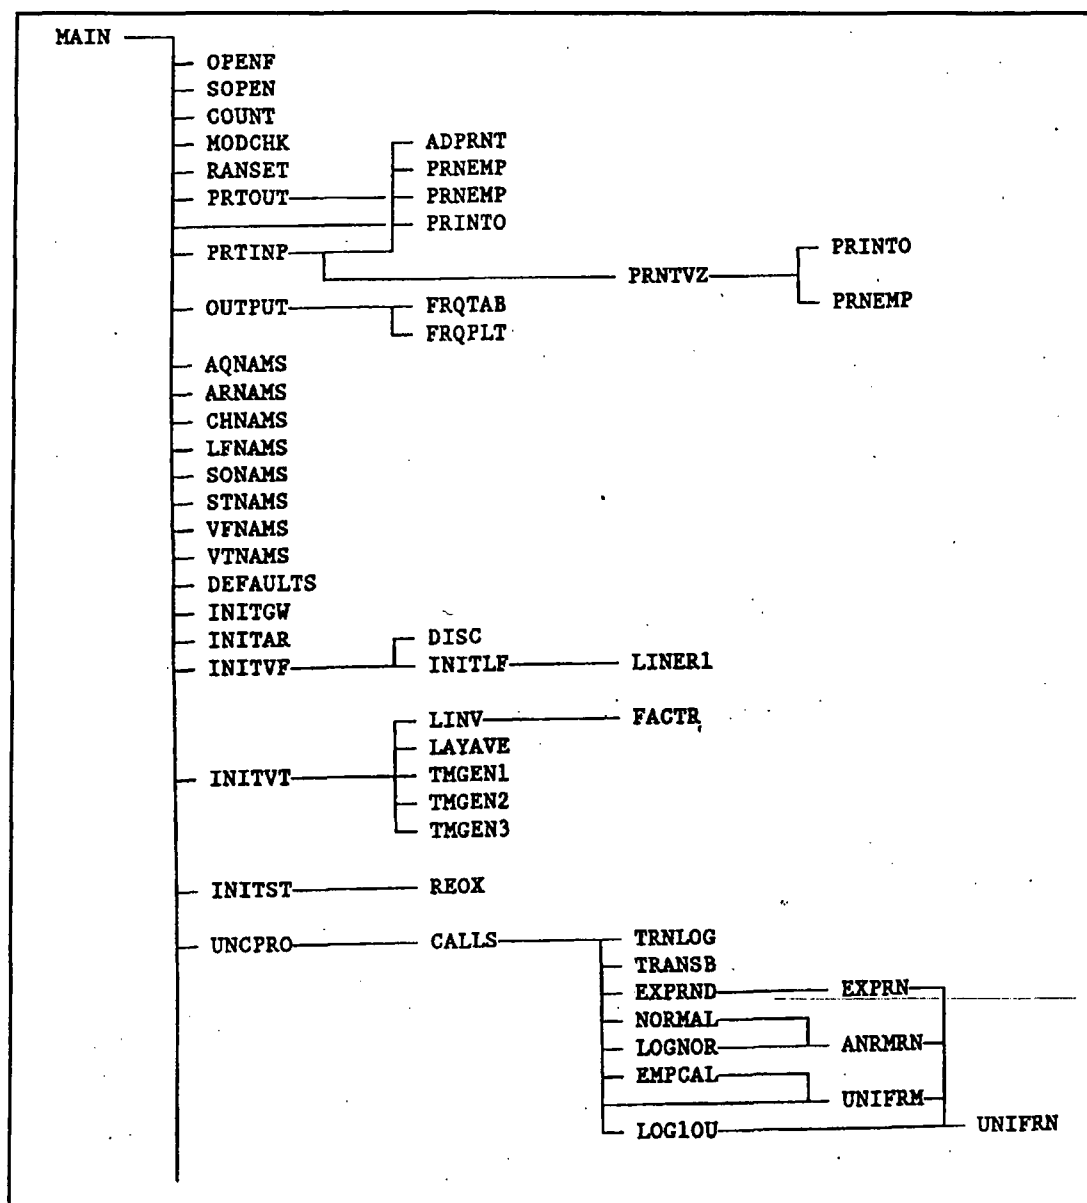 MAIN
OPENF
SOPEN
COUNT
MODCHK ADPRNT
RANSET PRNEMP
PRTOUT PRNEMP
PRINTO
PRTINP PRINTO
PRNTVZ
OUTPUT FRQTAB PRNEMP
FRQPLT
AQNAMS
ARNAMS
CHNAMS
LFNAMS
SONAMS
STNAMS
VFNAMS
VTNAMS
DEFAULTS
INITGW
INITAR DISC
INITVF INITLF LINER1
LINV FACTR
LAYAVE
INITVT TMGEN1
TMGEN2
TMGEN3
INITST REOX
UNCPRO CALLS TRNLOG
TRANSB
EXPRND EXPRN
NORMAL
LOGNOR ANRMRN
EMPCAL
UNIFRM
LOG10U UNIFRN